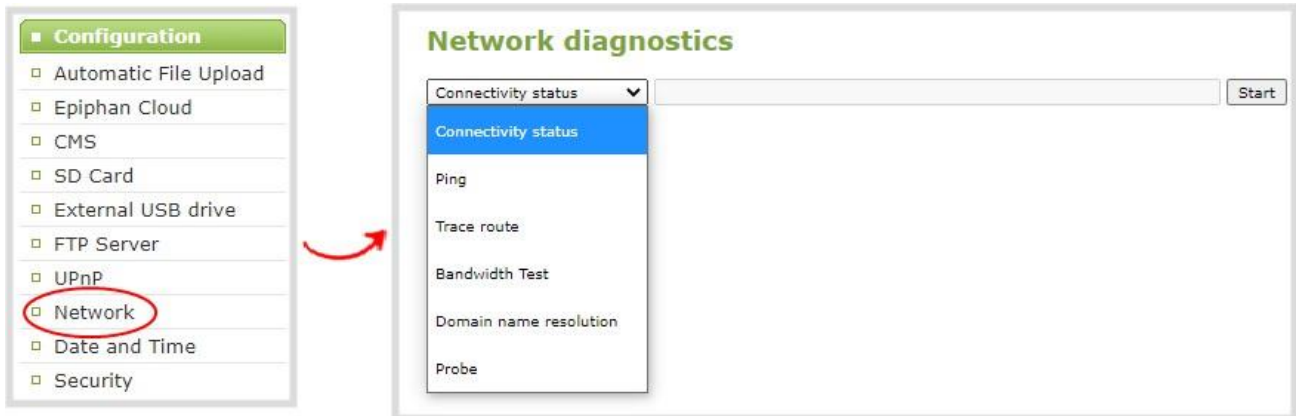 Configuration
Automatic File Upload
Epiphan Cloud
CMS
SD Card
External USB drive
FTP Server
UPnP
Network
Date and Time
Security
Network diagnostics
Connectivity status
Start
Connectivity status
Ping
Trace route
Bandwidth Test
Domain name resolution
Probe